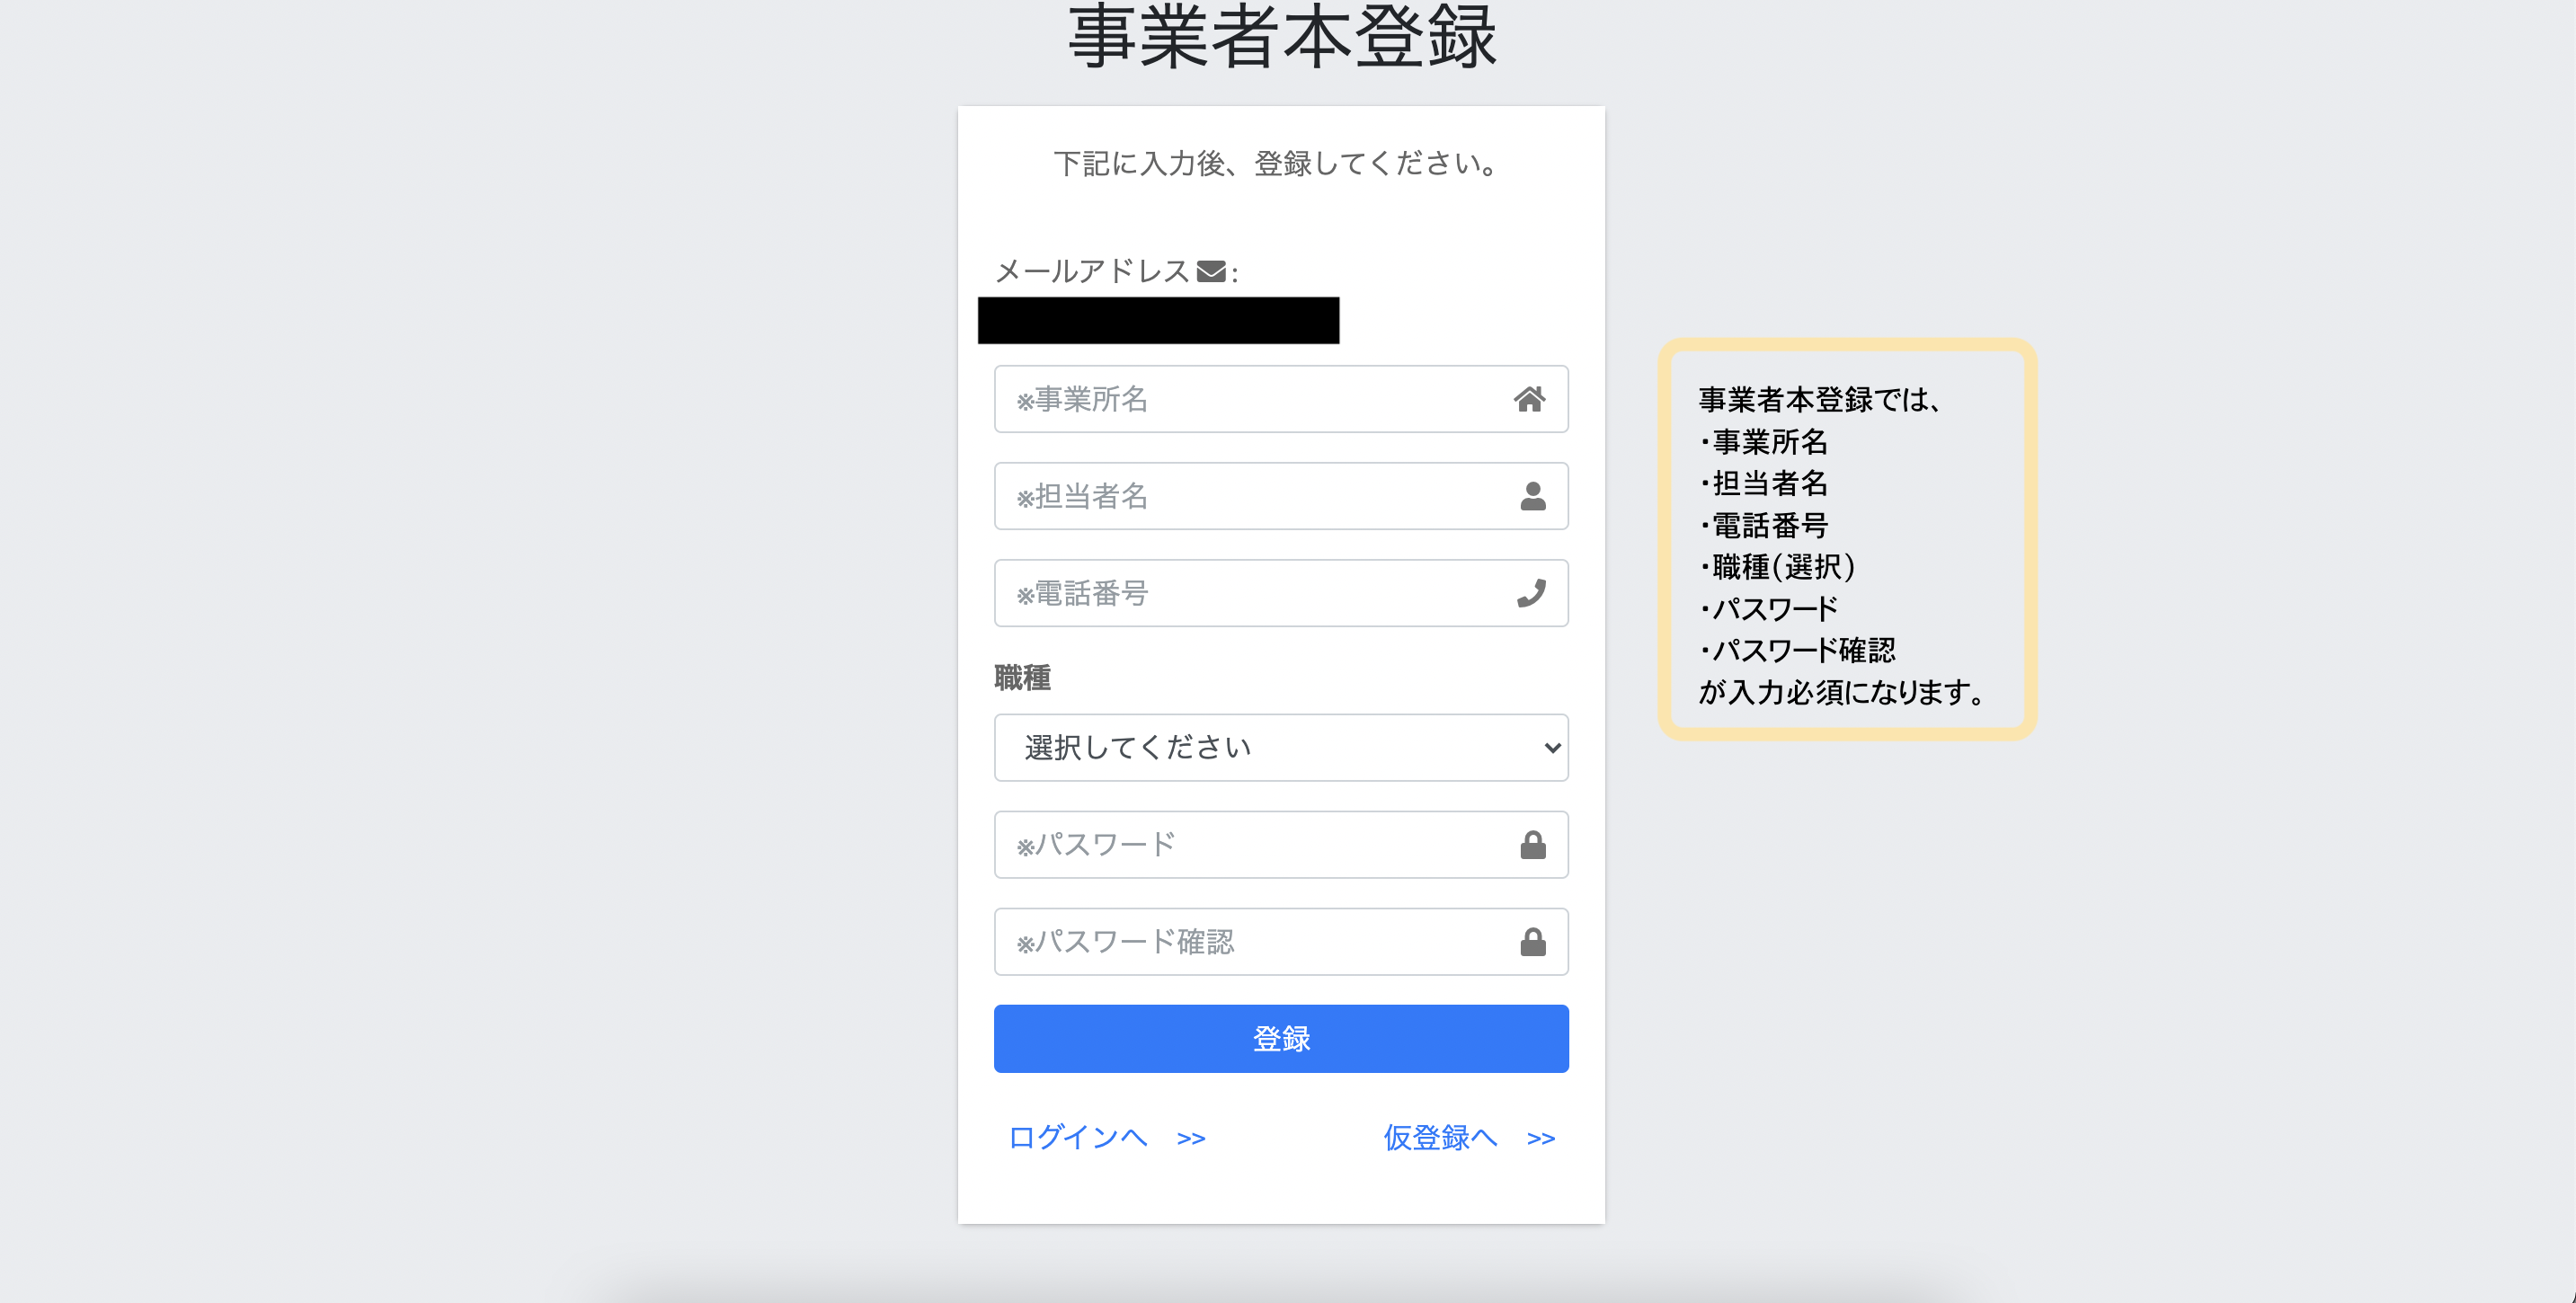 事業者本登録
下記に入力後、登録してください。
メールアドレス :
※事業所名
※担当者名
※電話番号
職種
選択してください
※パスワード
※パスワード確認
登録
ログインへ >>
仮登録へ >>
事業者本登録では、
・事業所名
・担当者名
・電話番号
・職種(選択)
・パスワード
・パスワード確認
が入力必須になります。